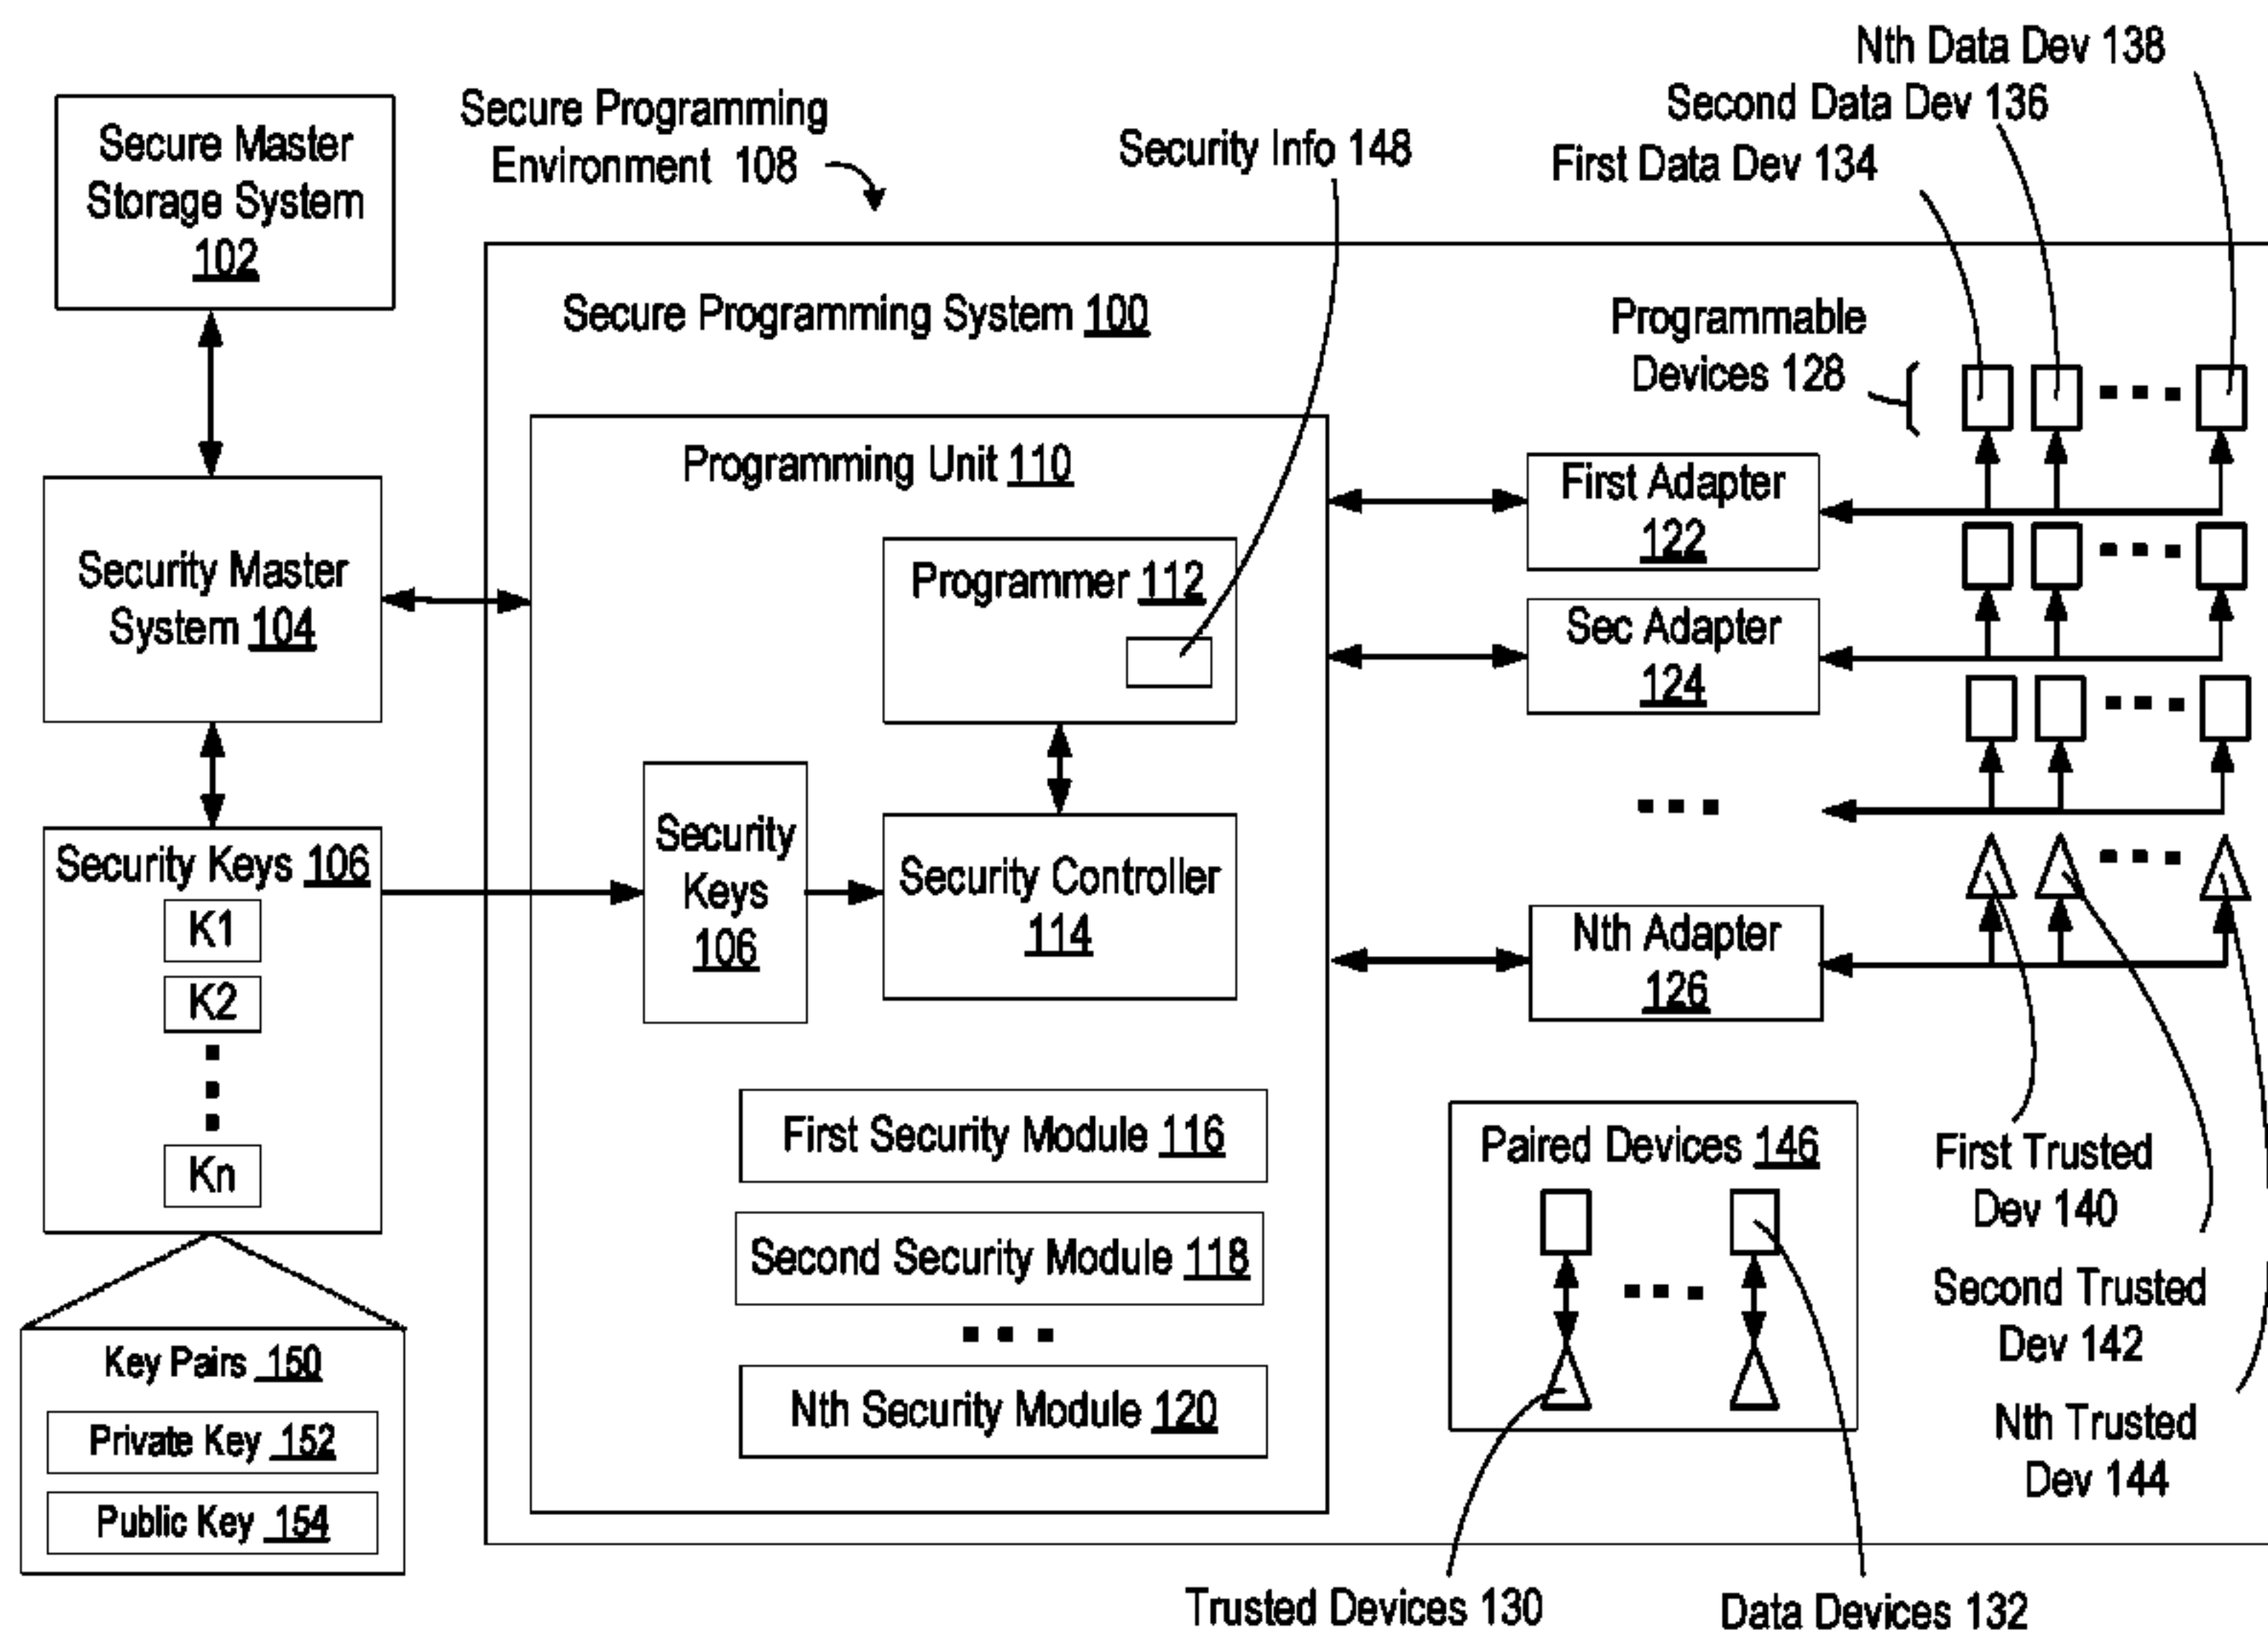 Nth Data Dev 138
Second Data Dev 136
First Data Dev 134
Secure Programming
Environment 108
Security Info 148
Secure Master
Storage System
102
Secure Programming System 100
Programmable
Devices 128
Programming Unit 110
First Adapter
122
Security Master
System 104
Programmer 112
Sec Adapter
124
Security Keys 106
K1
K2
Kn
Security
Keys
106
Security Controller
114
Nth Adapter
126
First Security Module 116
Second Security Module 118
Nth Security Module 120
Paired Devices 146
First Trusted
Dev 140
Second Trusted
Dev 142
Nth Trusted
Dev 144
Key Pairs 150
Private Key 152
Public Key 154
Trusted Devices 130
Data Devices 132